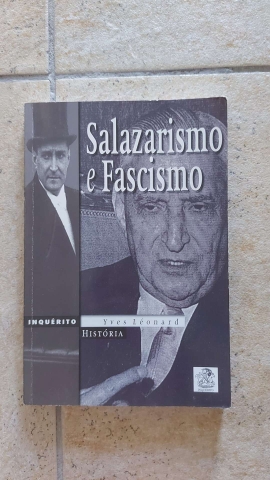 Salazarismo
e Fascismo
INQUÉRITO
Yves Léonard
HISTÓRIA